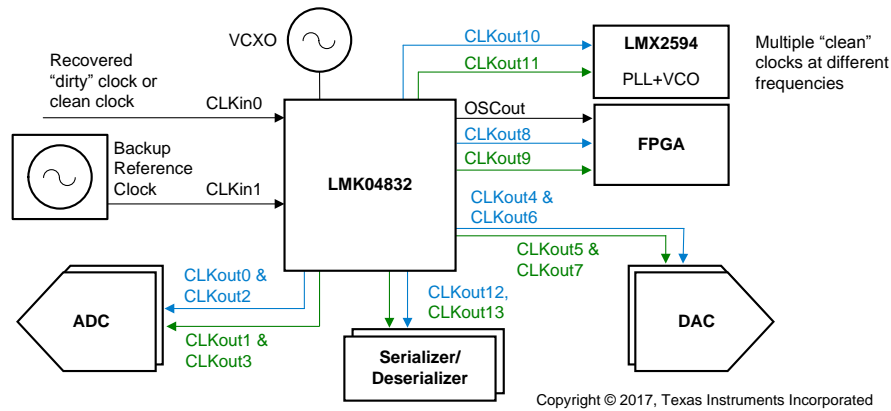 VCXO
Recovered
“dirty” clock or
clean clock
CLKin0
Backup
Reference
Clock
CLKin1
LMK04832
CLKout10
CLKout11
LMX2594
PLL+VCO
Multiple “clean”
clocks at different
frequencies
OSCout
CLKout8
CLKout9
FPGA
CLKout4 &
CLKout6
CLKout5 &
CLKout7
DAC
CLKout0 &
CLKout2
CLKout1 &
CLKout3
ADC
CLKout12,
CLKout13
Serializer/
Deserializer
Copyright © 2017, Texas Instruments Incorporated